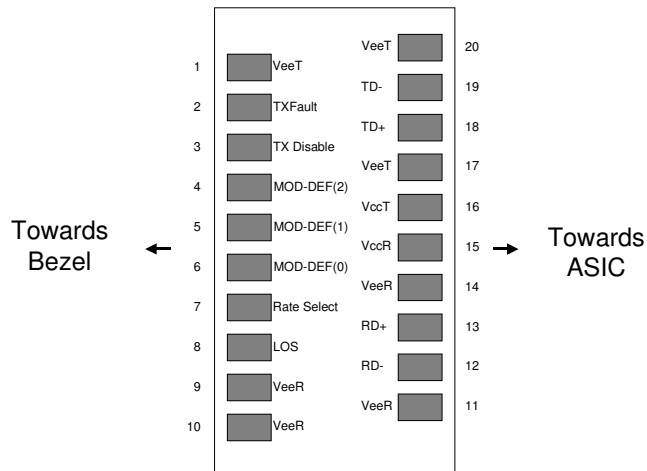 VeeT 20
1 VeeT
TD- 19
2 TXFault
TD+ 18
3 TX Disable
VeeT 17
4 MOD-DEF(2)
VccT 16
5 MOD-DEF(1)
VccR 15
Towards
Bezel
Towards
ASIC
6 MOD-DEF(0)
VeeR 14
7 Rate Select
RD+ 13
8 LOS
RD- 12
9 VeeR
VeeR 11
10 VeeR